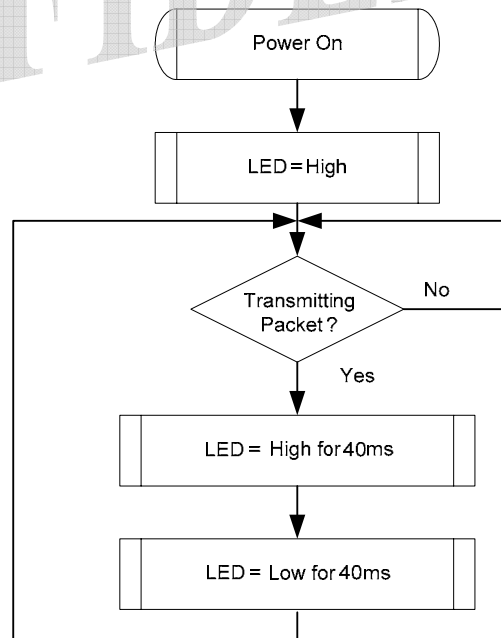 Power On
LED=High
Transmitting
Packet?
No
Yes
LED= High for 40ms
LED= Low for 40ms